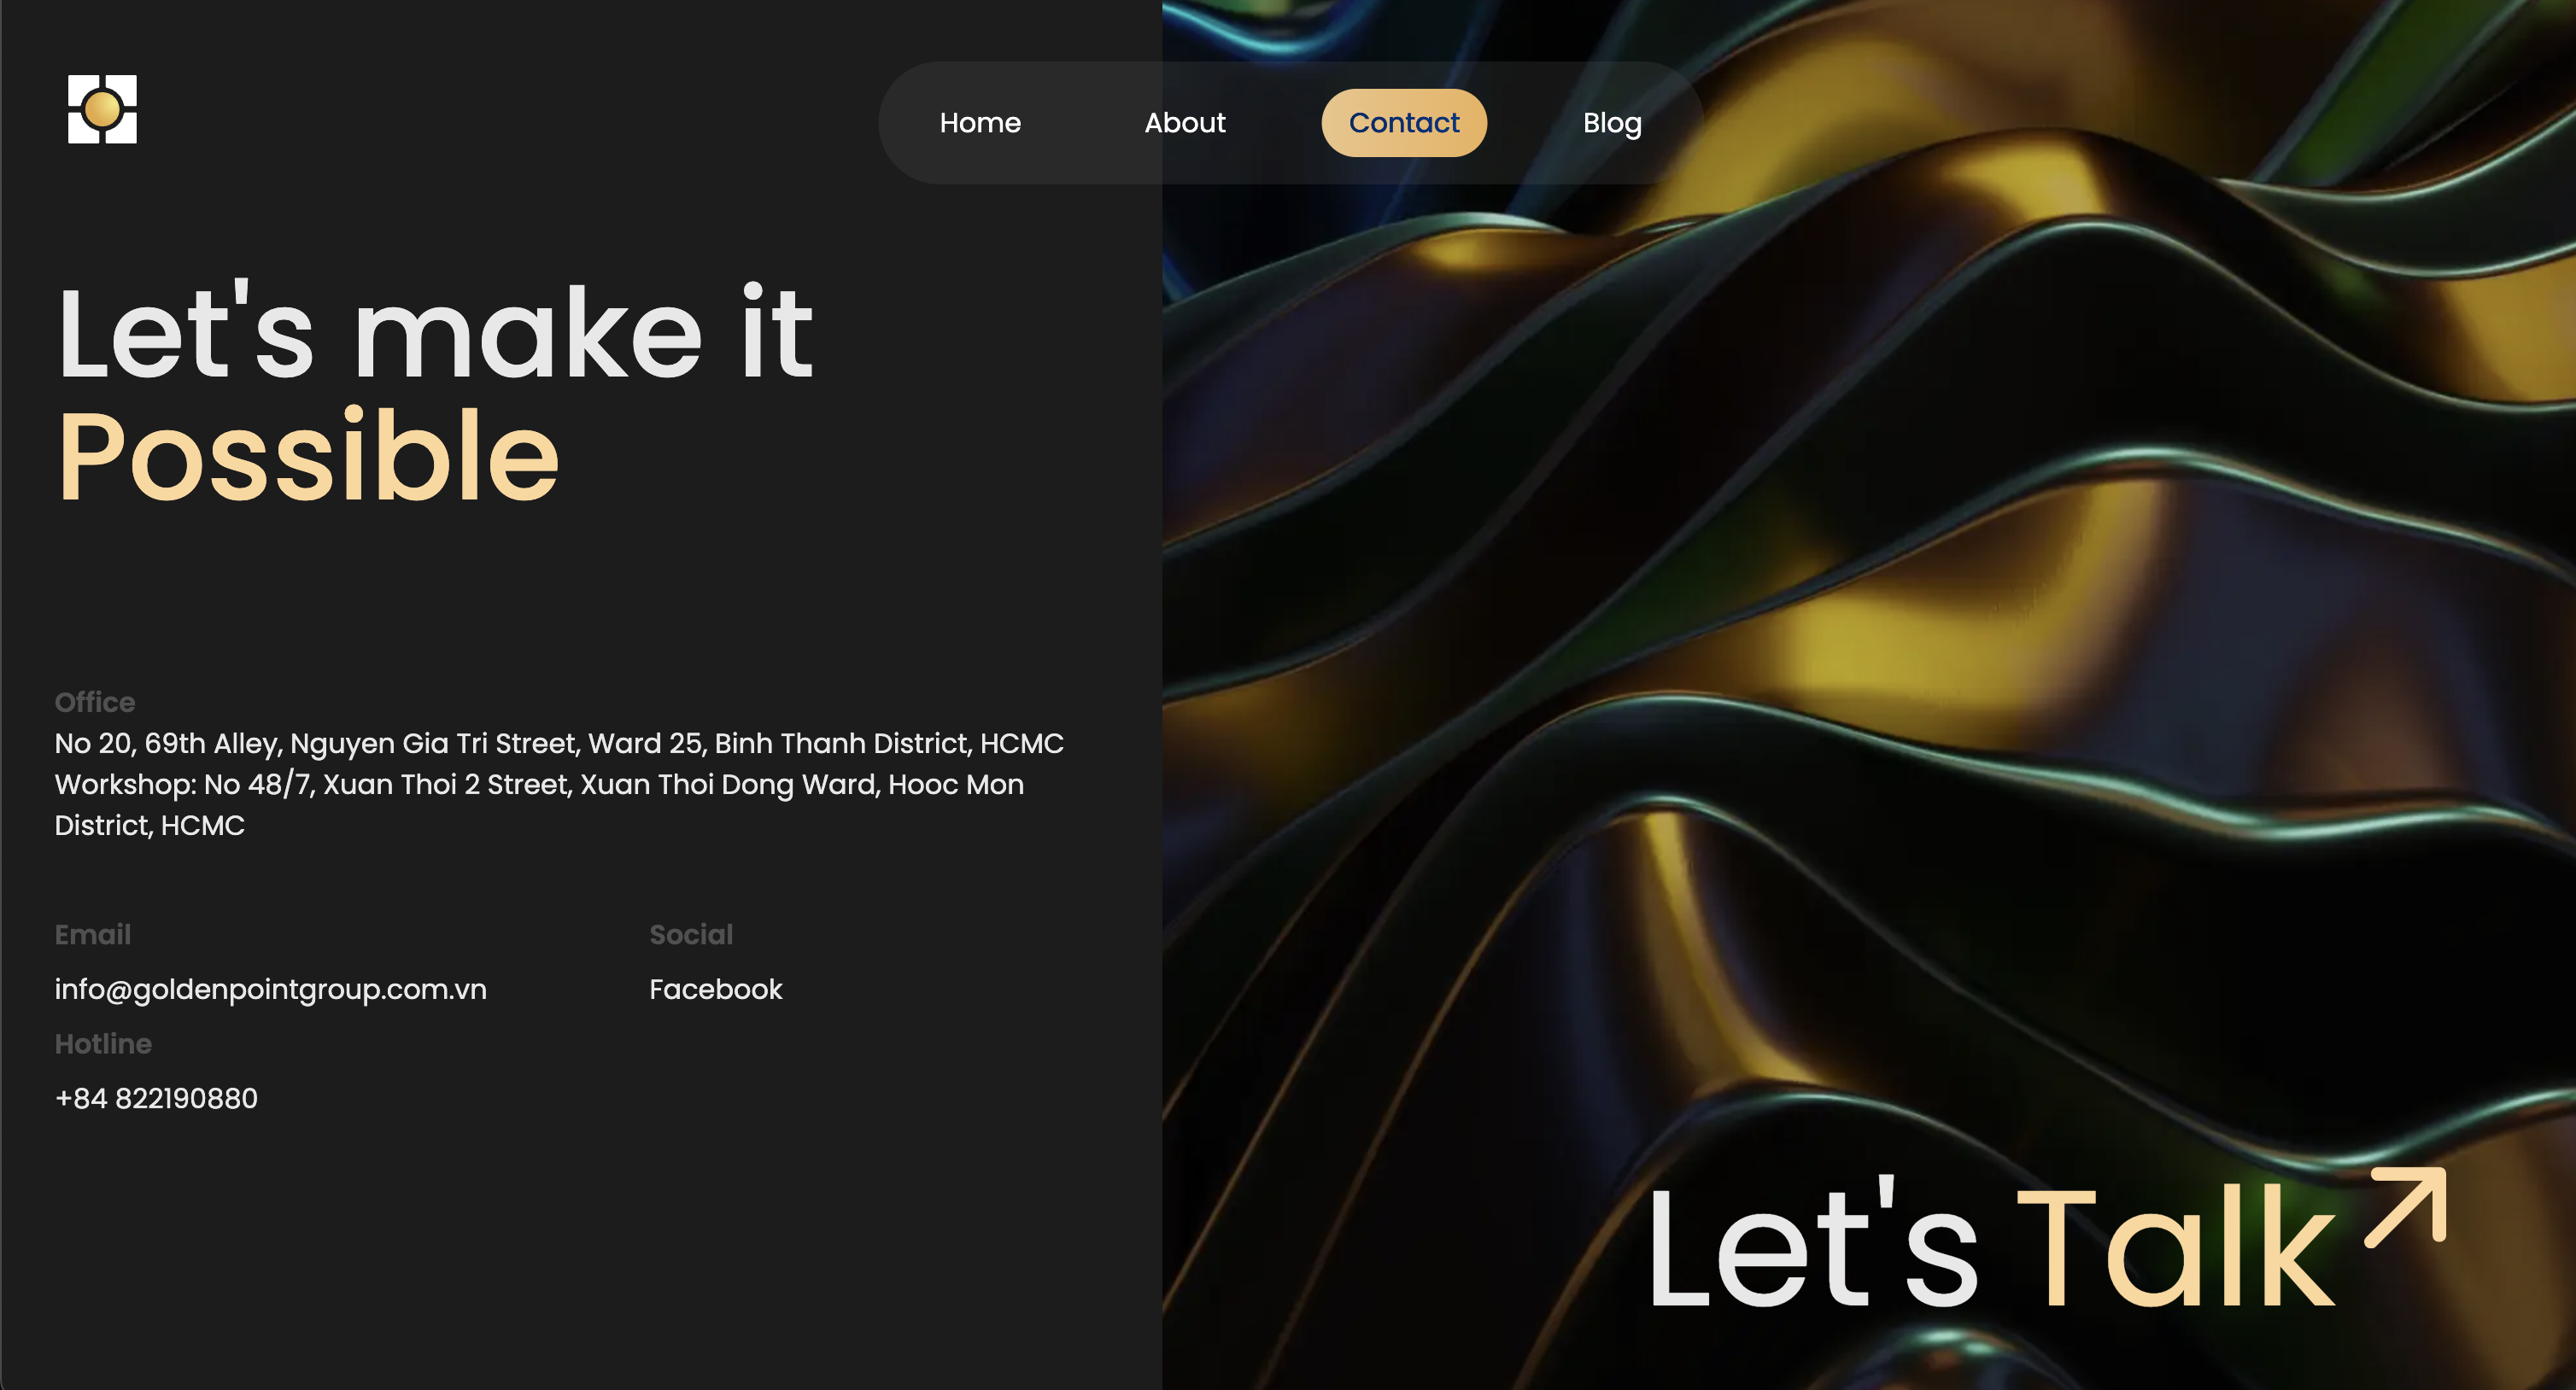 Home About Contact Blog
Let's make it
Possible
Office
No 20, 69th Alley, Nguyen Gia Tri Street, Ward 25, Binh Thanh District, HCMC
Workshop: No 48/7, Xuan Thoi 2 Street, Xuan Thoi Dong Ward, Hooc Mon
District, HCMC
Email
info@goldenpointgroup.com.vn
Social
Facebook
Hotline
+84 822190880
Let's Talk